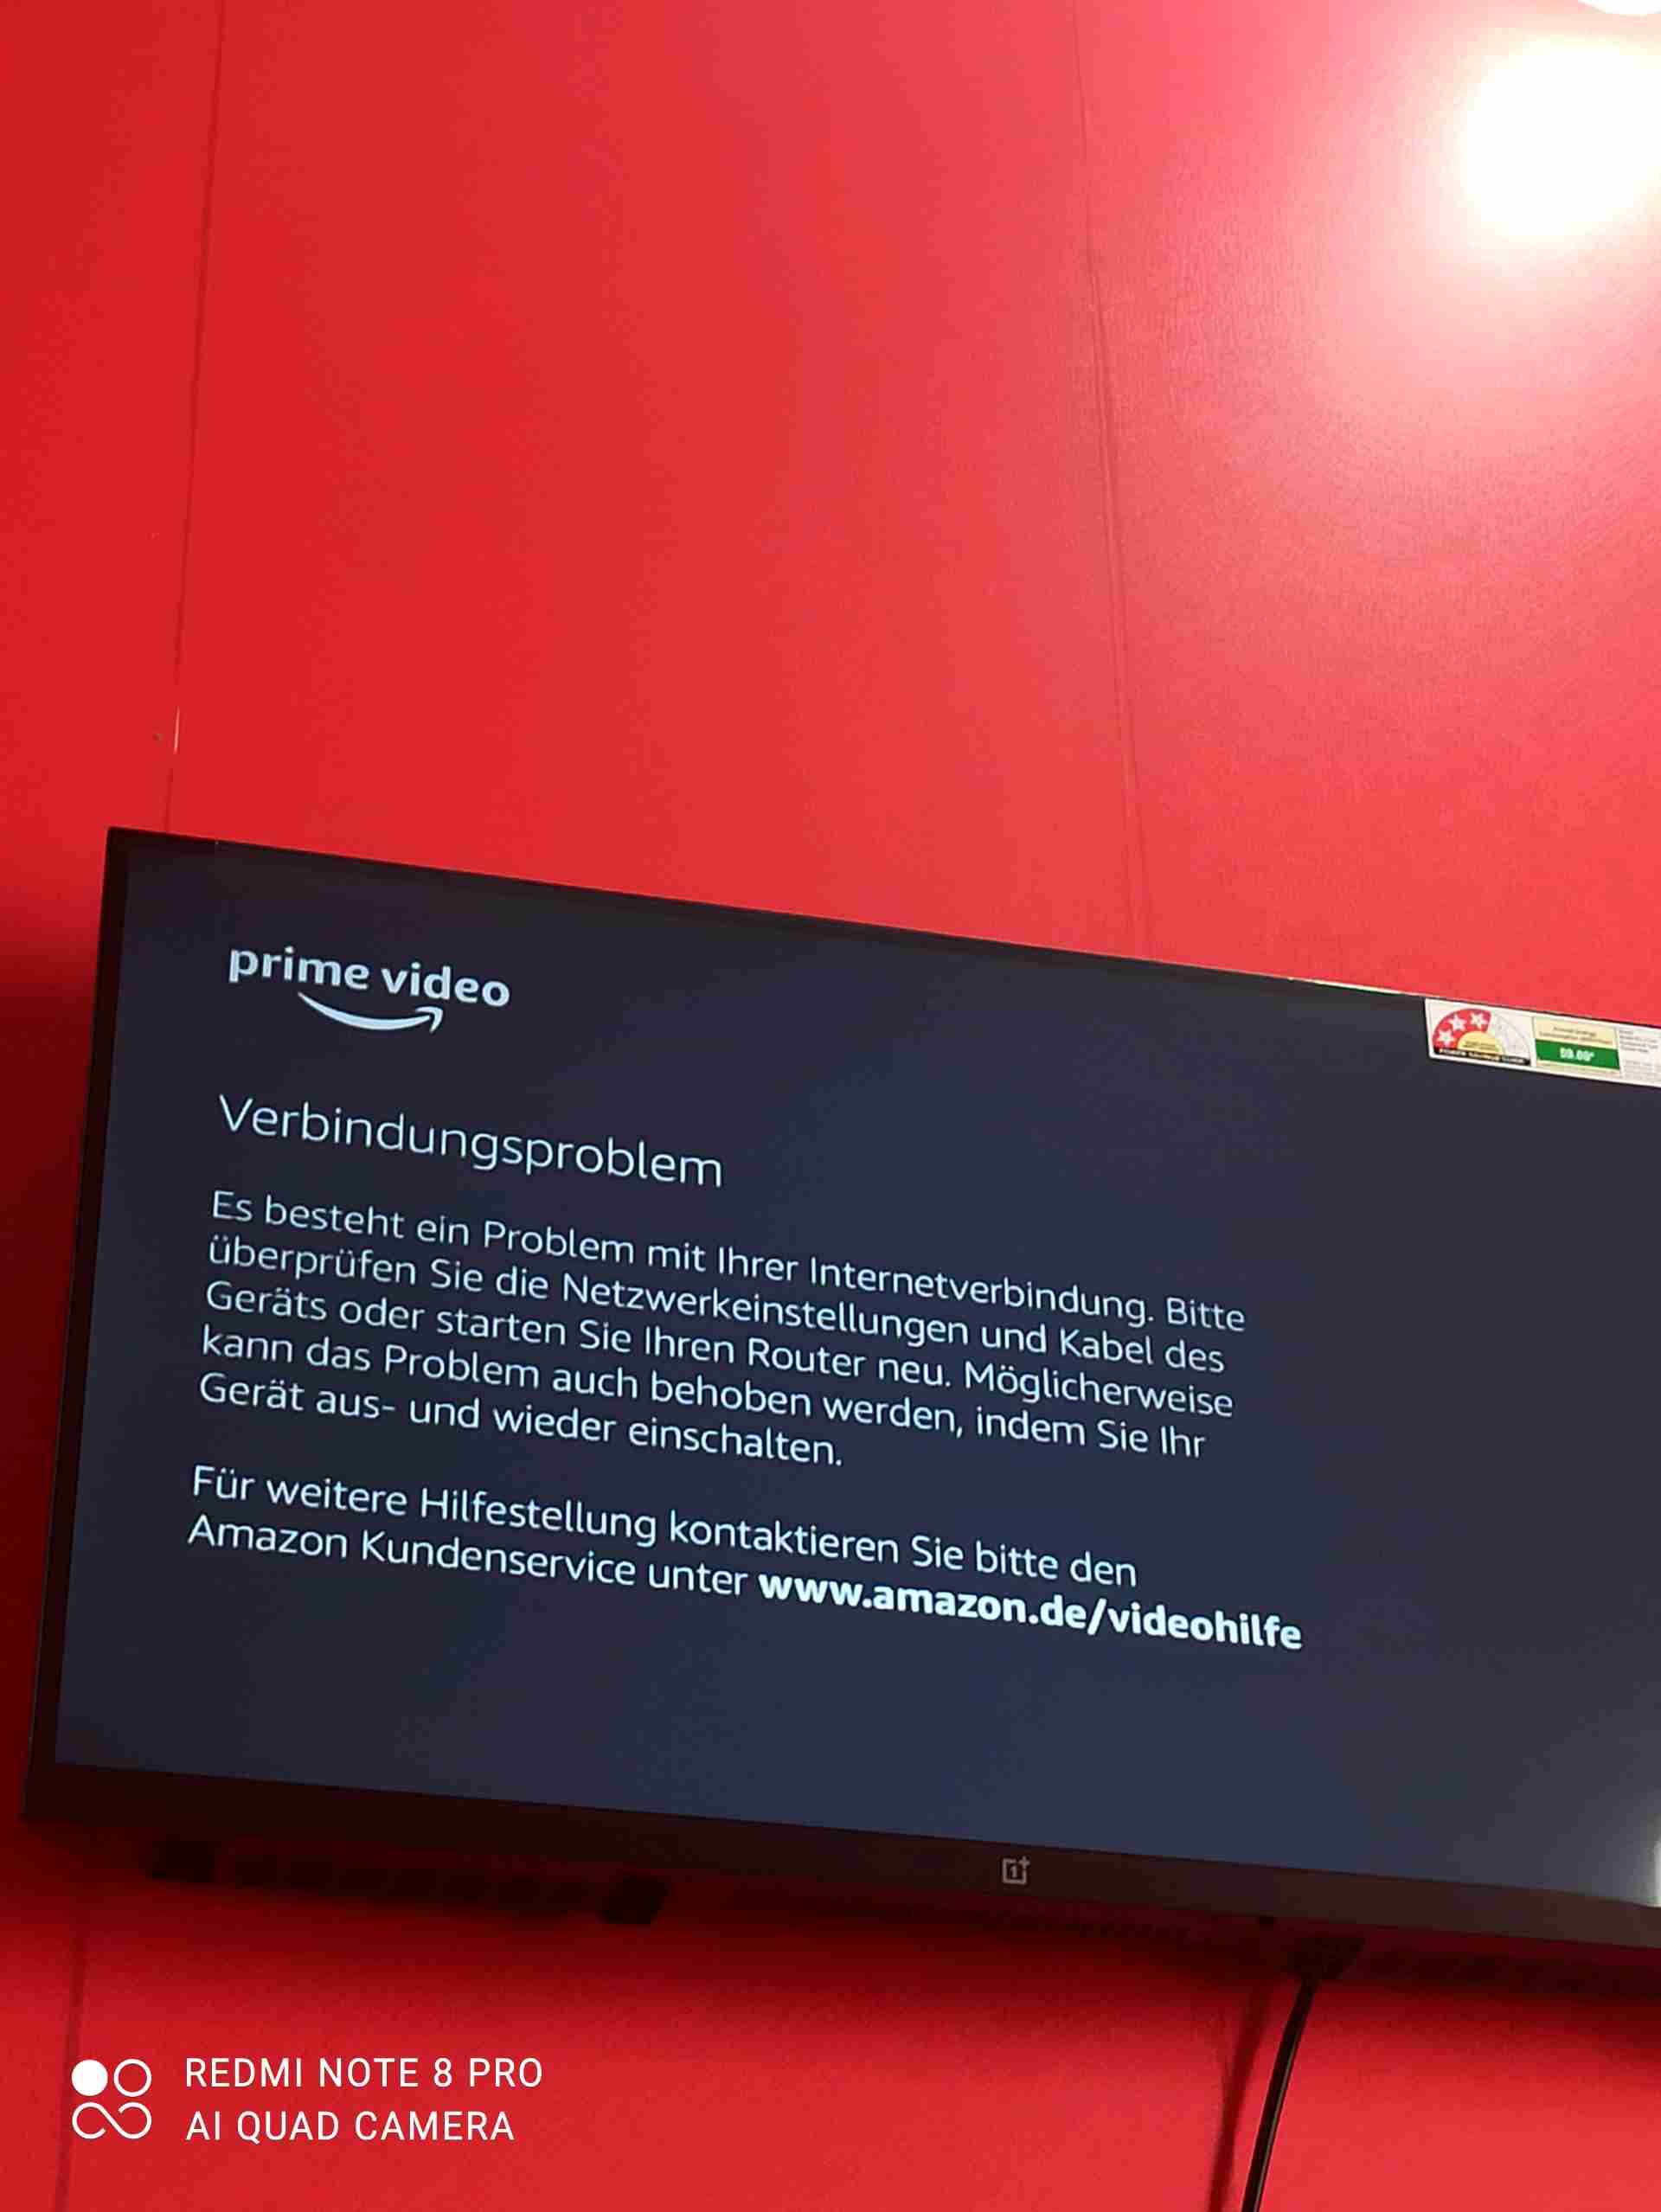 prime video
Verbindungsproblem
Es besteht ein Problem mit Ihrer Internetverbindung. Bitte
überprüfen Sie die Netzwerkeinstellungen und Kabel des
Geräts oder starten Sie Ihren Router neu. Möglicherweise
kann das Problem auch behoben werden, indem Sie Ihr
Gerät aus- und wieder einschalten.
Für weitere Hilfestellung kontaktieren Sie bitte den
Amazon Kundenservice unter www.amazon.de/videohilfe
REDMI NOTE 8 PRO
AI QUAD CAMERA